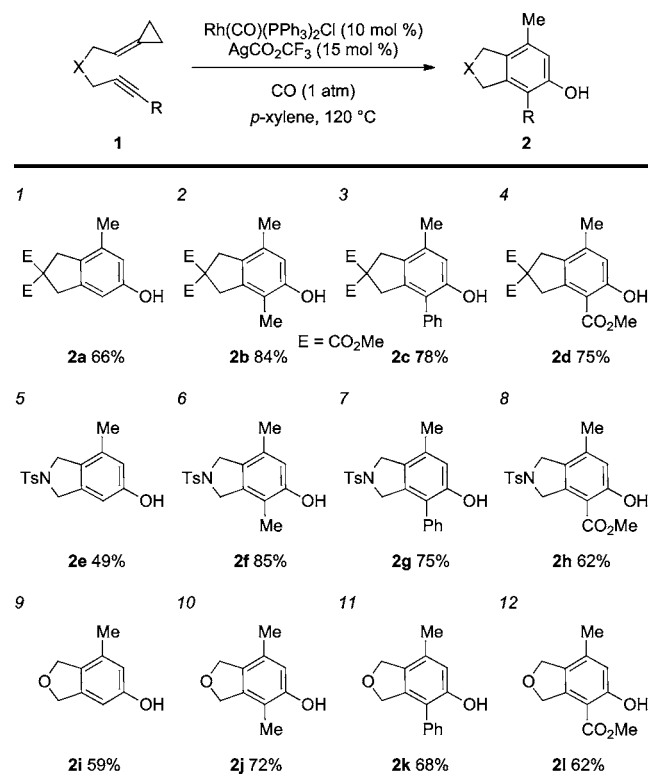 Rh(CO)(PPh3)2Cl (10 mol %)
AgCO2CF3 (15 mol %)
CO (1 atm)
p-xylene, 120 °C
X
R
1
Me
X
OH
R
2
1
Me
E
E
OH
2a 66%
2
Me
E
E
OH
Me
E = CO2Me
2b 84%
3
Me
E
E
OH
Ph
2c 78%
4
Me
E
E
OH
CO2Me
2d 75%
5
Me
TsN
OH
2e 49%
6
Me
TsN
OH
Me
2f 85%
7
Me
TsN
OH
Ph
2g 75%
8
Me
TsN
OH
CO2Me
2h 62%
9
Me
O
OH
2i 59%
10
Me
O
OH
Me
2j 72%
11
Me
O
OH
Ph
2k 68%
12
Me
O
OH
CO2Me
2l 62%